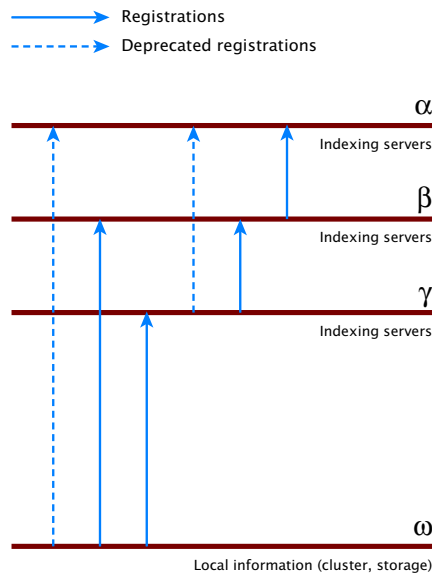 Registrations
Deprecated registrations
α
Indexing servers
β
Indexing servers
γ
Indexing servers
ω
Local information (cluster, storage)